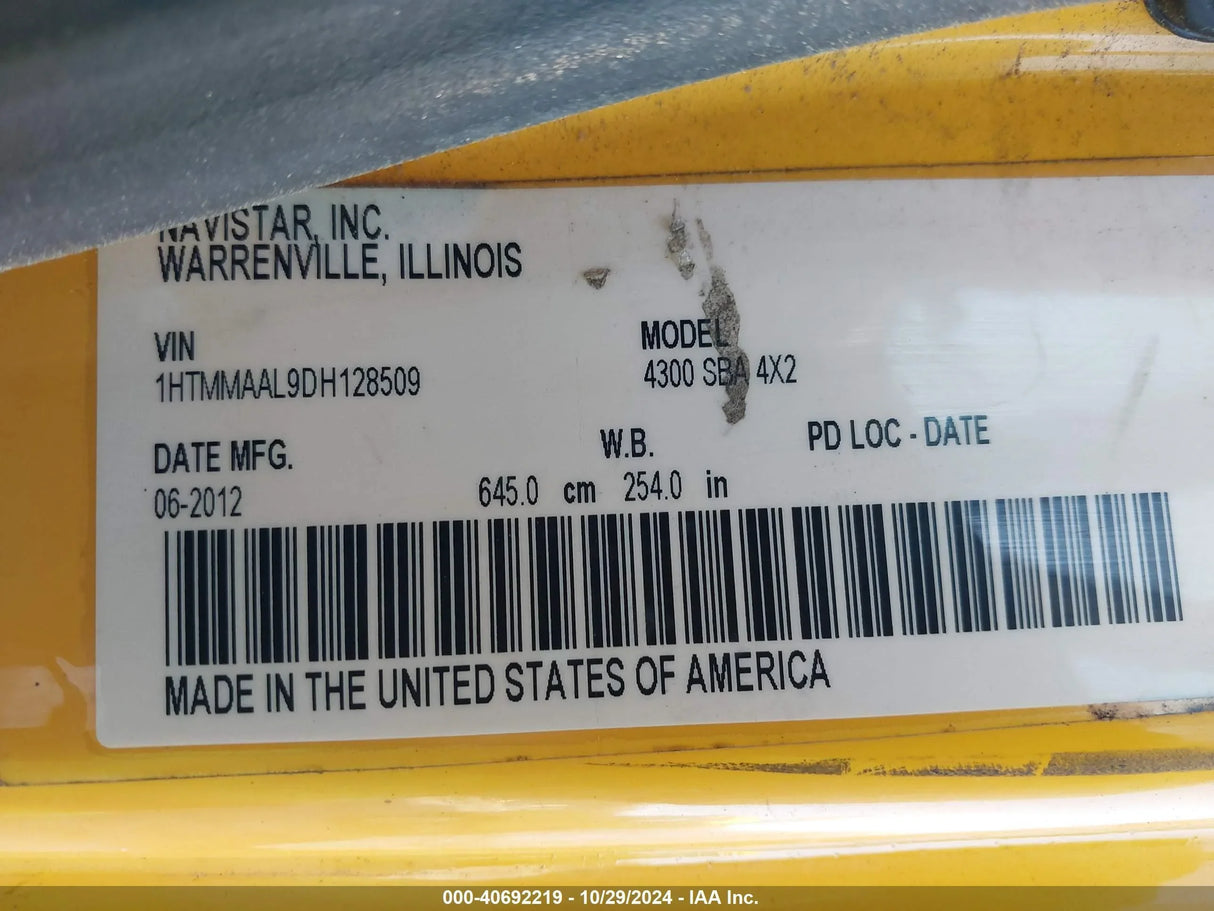 NAVISTAR, INC.
WARRENVILLE, ILLINOIS
VIN
1HTMMAAL9DH128509
MODEL
4300 SBA 4X2
DATE MFG.
06-2012
W.B.
645.0 cm 254.0 in
PD LOC - DATE
MADE IN THE UNITED STATES OF AMERICA
000-40692219 - 10/29/2024 - IAA Inc.